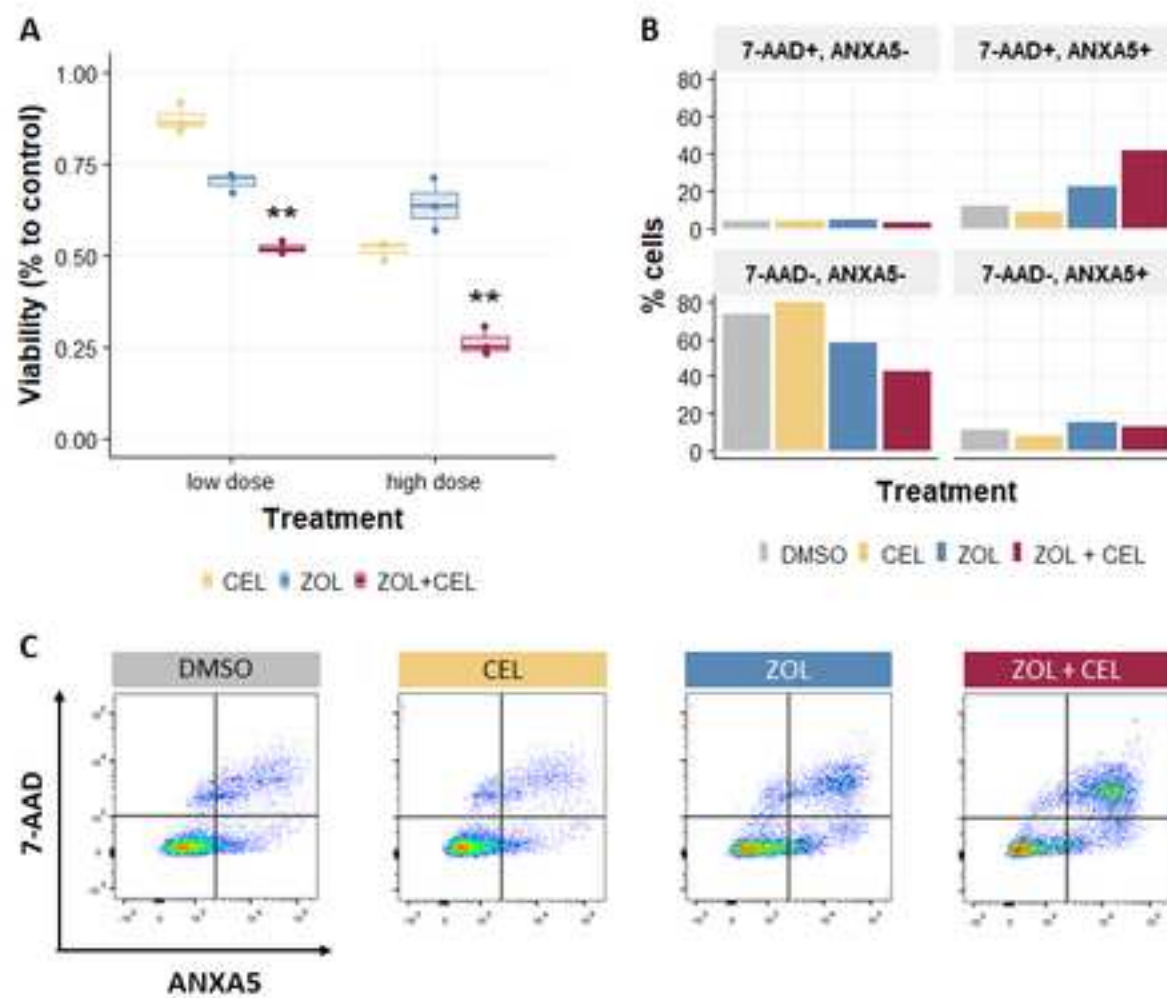 A
Viability (% to control)
1.00
0.75
0.50
0.25
0.00
**
**
low dose
high dose
Treatment
CEL ZOL ZOL+CEL
B
% cells
7-AAD+, ANXA5-
7-AAD+, ANXA5+
80
60
40
20
0
7-AAD-, ANXA5-
7-AAD-, ANXA5+
80
60
40
20
0
Treatment
DMSO CEL ZOL ZOL + CEL
C
DMSO
CEL
ZOL
ZOL + CEL
7-AAD
ANXA5